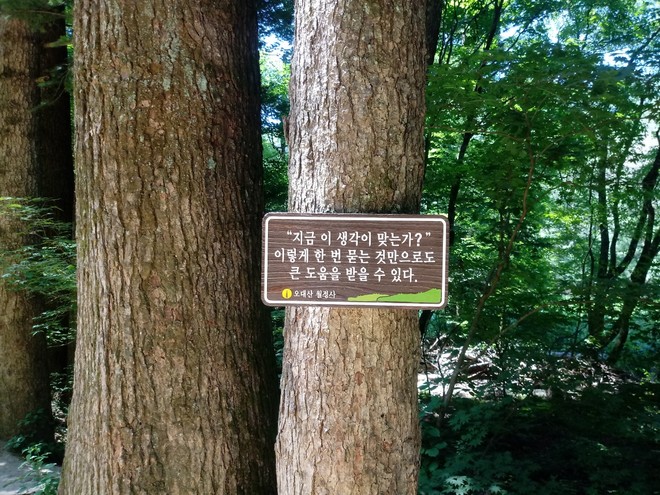 “지금 이 생각이 맞는가?”
이렇게 한 번 묻는 것만으로도
큰 도움을 받을 수 있다.
오대산 월정사